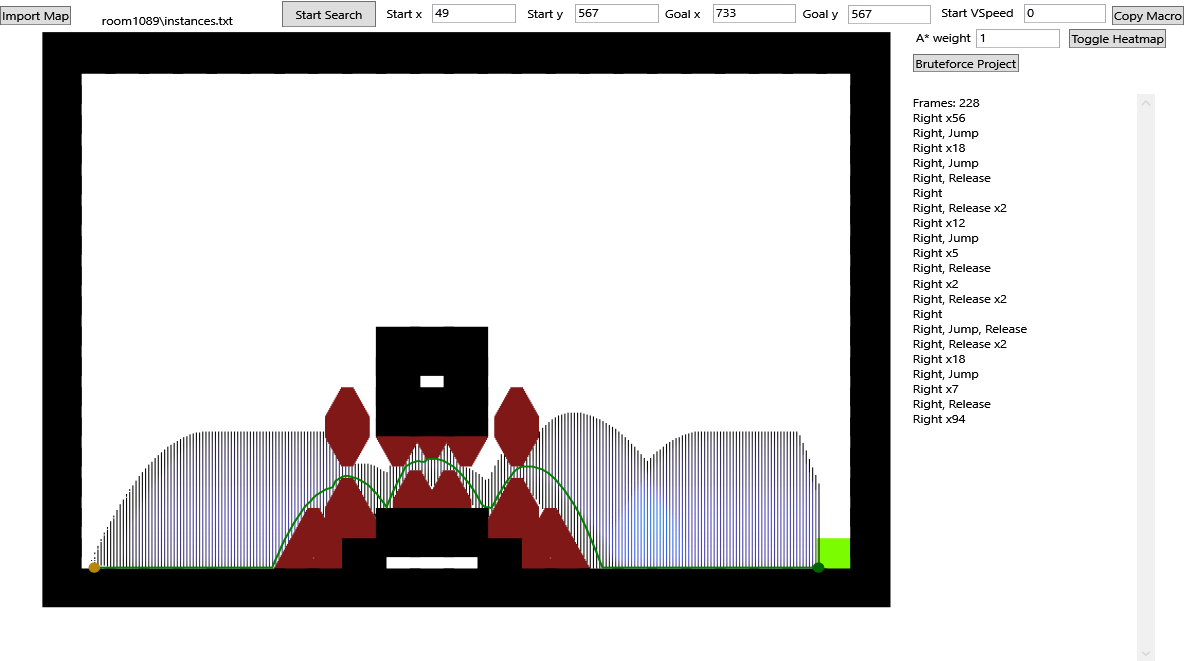 Import Map room1089\instances.txt Start Search Start x 49 Start y 567 Goal x 733 Goal y 567 Start VSpeed 0 Copy Macro
A* weight 1 Toggle Heatmap
Bruteforce Project
Frames: 228
Right x56
Right, Jump
Right x18
Right, Jump
Right, Release
Right
Right, Release x2
Right x12
Right, Jump
Right x5
Right, Release
Right x2
Right, Release x2
Right
Right, Jump, Release
Right, Release x2
Right x18
Right, Jump
Right x7
Right, Release
Right x94